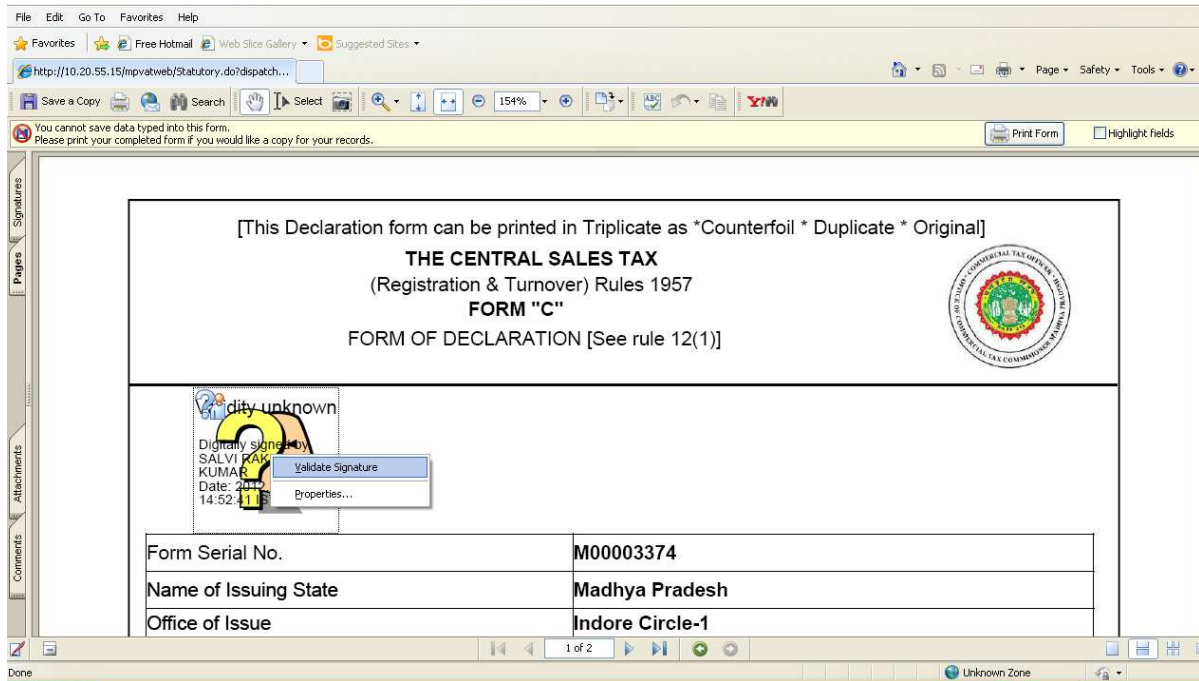 File Edit Go To Favorites Help
Favorites Free Hotmail Web Slice Gallery Suggested Sites
http://10.20.55.15/mpvatweb/Statutory.do?dispatch...
Page Safety Tools
Save a Copy Search Select 154% Y!
You cannot save data typed into this form.
Please print your completed form if you would like a copy for your records.
Print Form Highlight fields
Signatures
Pages
Attachments
Comments
[This Declaration form can be printed in Triplicate as *Counterfoil * Duplicate * Original]
THE CENTRAL SALES TAX
(Registration & Turnover) Rules 1957
FORM "C"
FORM OF DECLARATION [See rule 12(1)]
unknown
Digitally signed by
SALVI
KUMAR
Date: 2012
14:52:41
Validate Signature
Properties...
Form Serial No. M00003374
Name of Issuing State Madhya Pradesh
Office of Issue Indore Circle-1
1 of 2
Done Unknown Zone